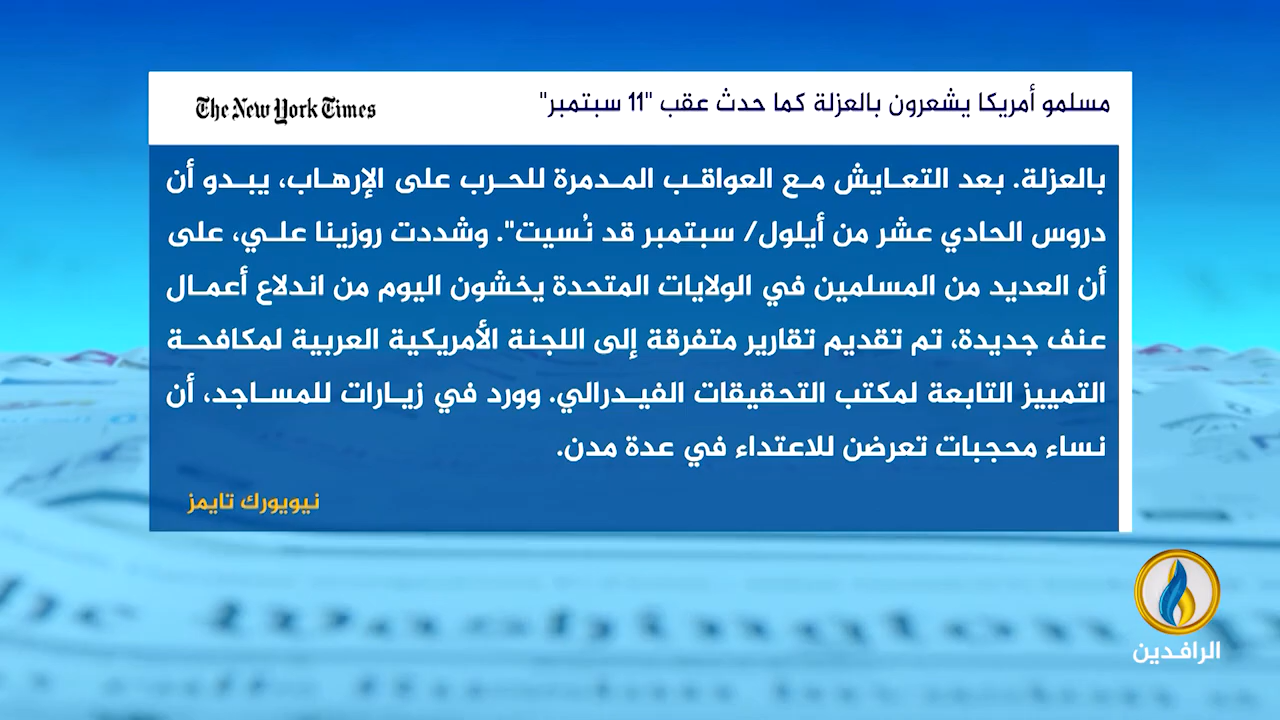 مسلمو أمريكا يشعرون بالعزلة كما حدث عقب "11 سبتمبر"
The New York Times
بالعزلة. بعد التعايش مع العواقب المدمرة للحرب على الإرهاب، يبدو أن
دروس الحادي عشر من أيلول/ سبتمبر قد نُسيت". وشددت روزينا علي، على
أن العديد من المسلمين في الولايات المتحدة يخشون اليوم من اندلاع أعمال
عنف جديدة، تم تقديم تقارير متفرقة إلى اللجنة الأمريكية العربية لمكافحة
التمييز التابعة لمكتب التحقيقات الفيدرالي. وورد في زيارات للمساجد، أن
نساء محجبات تعرضن للاعتداء في عدة مدن.
نيويورك تايمز
الرافدين